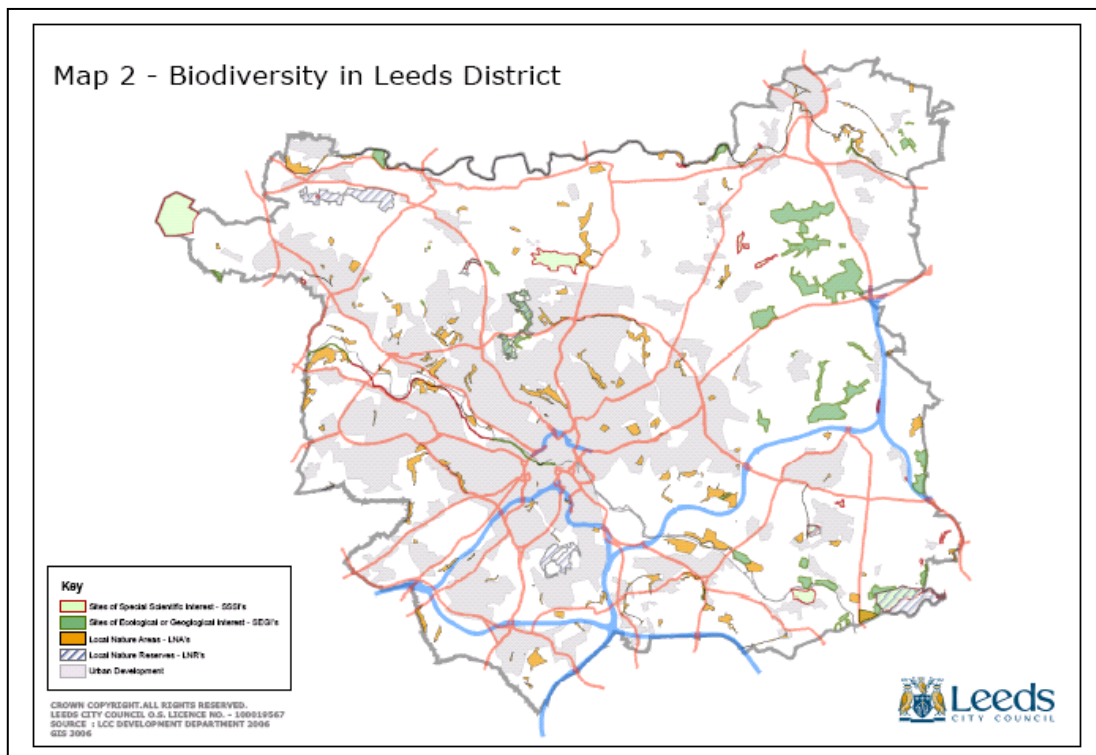 Map 2 - Biodiversity in Leeds District
Key
Sites of Special Scientific Interest - SSSI's
Sites of Ecological or Geoglogical Interest - SEGI's
Local Nature Areas - LNA's
Local Nature Reserves - LNR's
Urban Development
CROWN COPYRIGHT.ALL RIGHTS RESERVED.
LEEDS CITY COUNCIL O.S. LICENCE NO. - 100019567
SOURCE : LCC DEVELOPMENT DEPARTMENT 2006
GIS 2006
Leeds
CITY COUNCIL